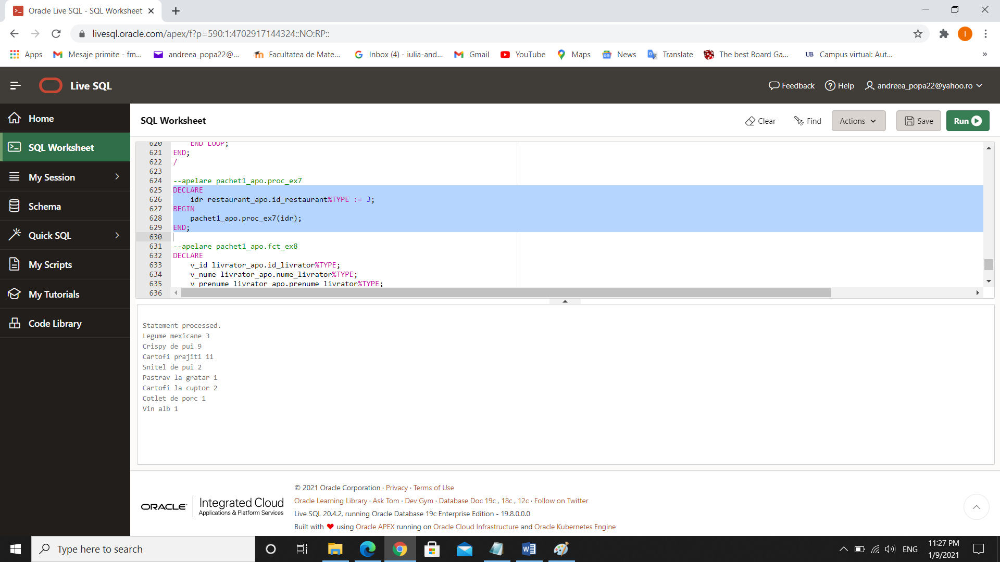 Oracle Live SQL - SQL Worksheet
livesql.oracle.com/apex/f?p=590:1:4702917144324::NO:RP::
I
Apps Mesaje primite - fm... andreea_popa22@... Facultatea de Mate... Inbox (4) - iulia-and... Gmail YouTube Maps News Translate The best Board Ga... UB Campus virtual: Aut... »
Live SQL
Feedback Help andreea_popa22@yahoo.ro
Home
SQL Worksheet
My Session
Schema
Quick SQL
My Scripts
My Tutorials
Code Library
SQL Worksheet
Clear Find Actions Save Run
620 END LOOP;
621 END;
622 /
623
624 --apelare pachet1_apo.proc_ex7
625 DECLARE
626 idr restaurant_apo.id_restaurant%TYPE := 3;
627 BEGIN
628 pachet1_apo.proc_ex7(idr);
629 END;
630
631 --apelare pachet1_apo.fct_ex8
632 DECLARE
633 v_id livrator_apo.id_livrator%TYPE;
634 v_nume livrator_apo.nume_livrator%TYPE;
635 v_prenume livrator_apo.prenume_livrator%TYPE;
636
Statement processed.
Legume mexicane 3
Crispy de pui 9
Cartofi prajiti 11
Snitel de pui 2
Pastrav la gratar 1
Cartofi la cuptor 2
Cotlet de porc 1
Vin alb 1
ORACLE
Integrated Cloud
Applications & Platform Services
© 2021 Oracle Corporation · Privacy · Terms of Use
Oracle Learning Library · Ask Tom · Dev Gym · Database Doc 19c , 18c , 12c · Follow on Twitter
Live SQL 20.4.2, running Oracle Database 19c Enterprise Edition - 19.8.0.0.0
Built with ❤ using Oracle APEX running on Oracle Cloud Infrastructure and Oracle Kubernetes Engine
Type here to search
ENG
11:27 PM
1/9/2021